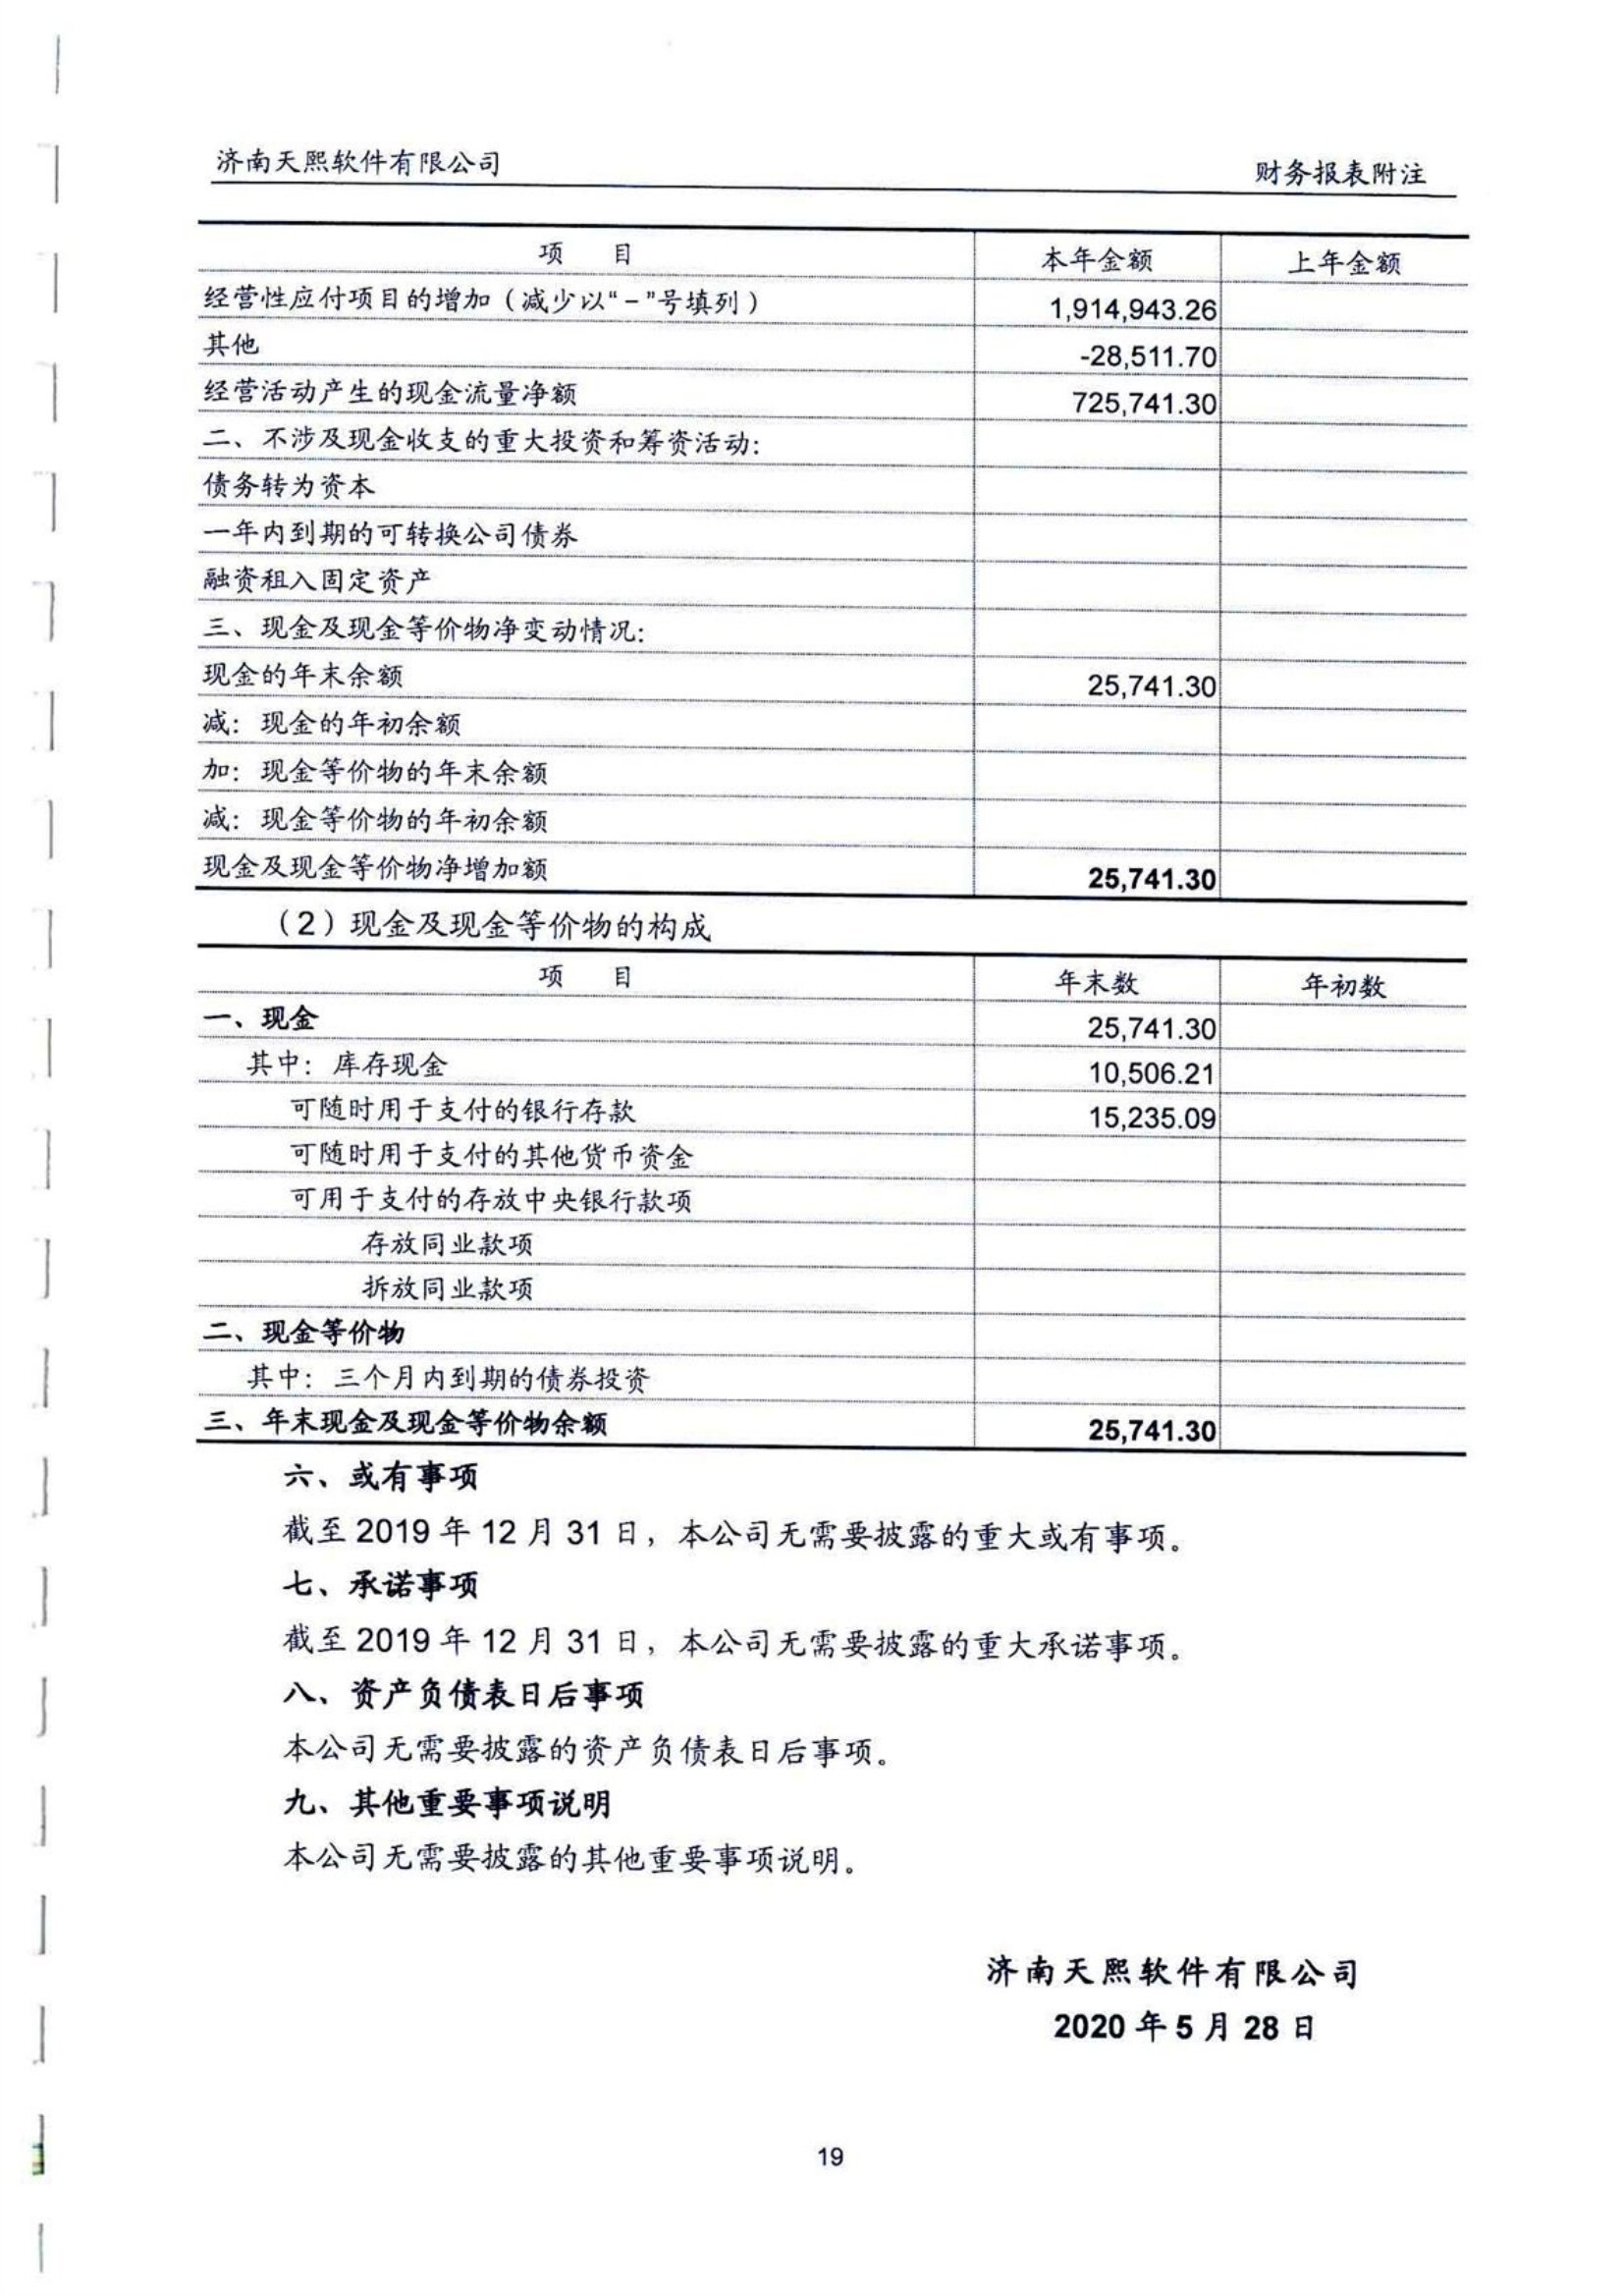 济南天熙软件有限公司 财务报表附注
项 目 本年金额 上年金额
经营性应付项目的增加（减少以“－”号填列） 1,914,943.26
其他 -28,511.70
经营活动产生的现金流量净额 725,741.30
二、不涉及现金收支的重大投资和筹资活动：
债务转为资本
一年内到期的可转换公司债券
融资租入固定资产
三、现金及现金等价物净变动情况：
现金的年末余额 25,741.30
减：现金的年初余额
加：现金等价物的年末余额
减：现金等价物的年初余额
现金及现金等价物净增加额 25,741.30
（2）现金及现金等价物的构成
项 目 年末数 年初数
一、现金 25,741.30
其中：库存现金 10,506.21
可随时用于支付的银行存款 15,235.09
可随时用于支付的其他货币资金
可用于支付的存放中央银行款项
存放同业款项
拆放同业款项
二、现金等价物
其中：三个月内到期的债券投资
三、年末现金及现金等价物余额 25,741.30
六、或有事项
截至 2019 年 12 月 31 日，本公司无需要披露的重大或有事项。
七、承诺事项
截至 2019 年 12 月 31 日，本公司无需要披露的重大承诺事项。
八、资产负债表日后事项
本公司无需要披露的资产负债表日后事项。
九、其他重要事项说明
本公司无需要披露的其他重要事项说明。
济南天熙软件有限公司
2020 年 5 月 28 日
19